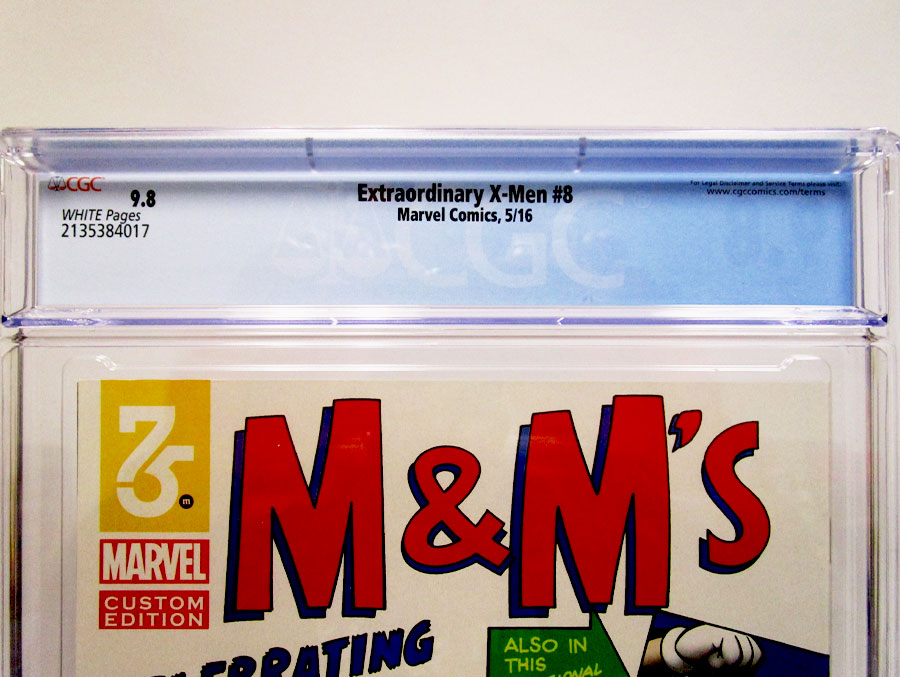 CGC
9.8
WHITE Pages
2135384017
Extraordinary X-Men #8
Marvel Comics, 5/16
For Legal Disclaimer and Service Terms please visit:
www.cgccomics.com/terms
CGC
75
m
MARVEL
CUSTOM
EDITION
M&M's
ALSO IN
THIS